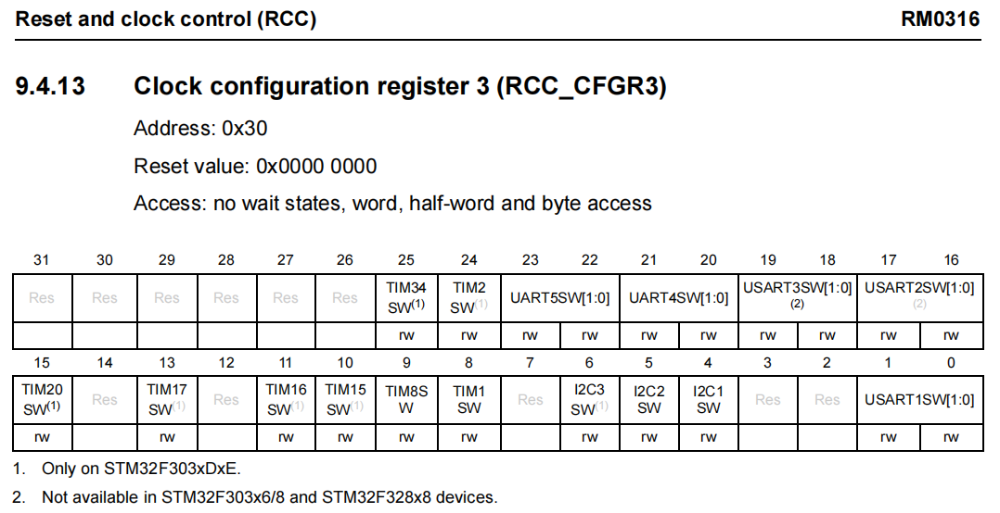 Reset and clock control (RCC) RM0316
9.4.13 Clock configuration register 3 (RCC_CFGR3)
Address: 0x30
Reset value: 0x0000 0000
Access: no wait states, word, half-word and byte access
31 30 29 28 27 26 25 24 23 22 21 20 19 18 17 16
Res Res Res Res Res Res TIM34 SW(1) TIM2 SW(1) UART5SW[1:0] UART4SW[1:0] USART3SW[1:0] (2) USART2SW[1:0] (2)
rw rw rw rw rw rw rw rw rw rw
15 14 13 12 11 10 9 8 7 6 5 4 3 2 1 0
TIM20 SW(1) Res TIM17 SW(1) Res TIM16 SW(1) TIM15 SW(1) TIM8S W TIM1 SW Res I2C3 SW(1) I2C2 SW I2C1 SW Res Res USART1SW[1:0]
rw rw rw rw rw rw rw rw rw rw rw
1. Only on STM32F303xDxE.
2. Not available in STM32F303x6/8 and STM32F328x8 devices.